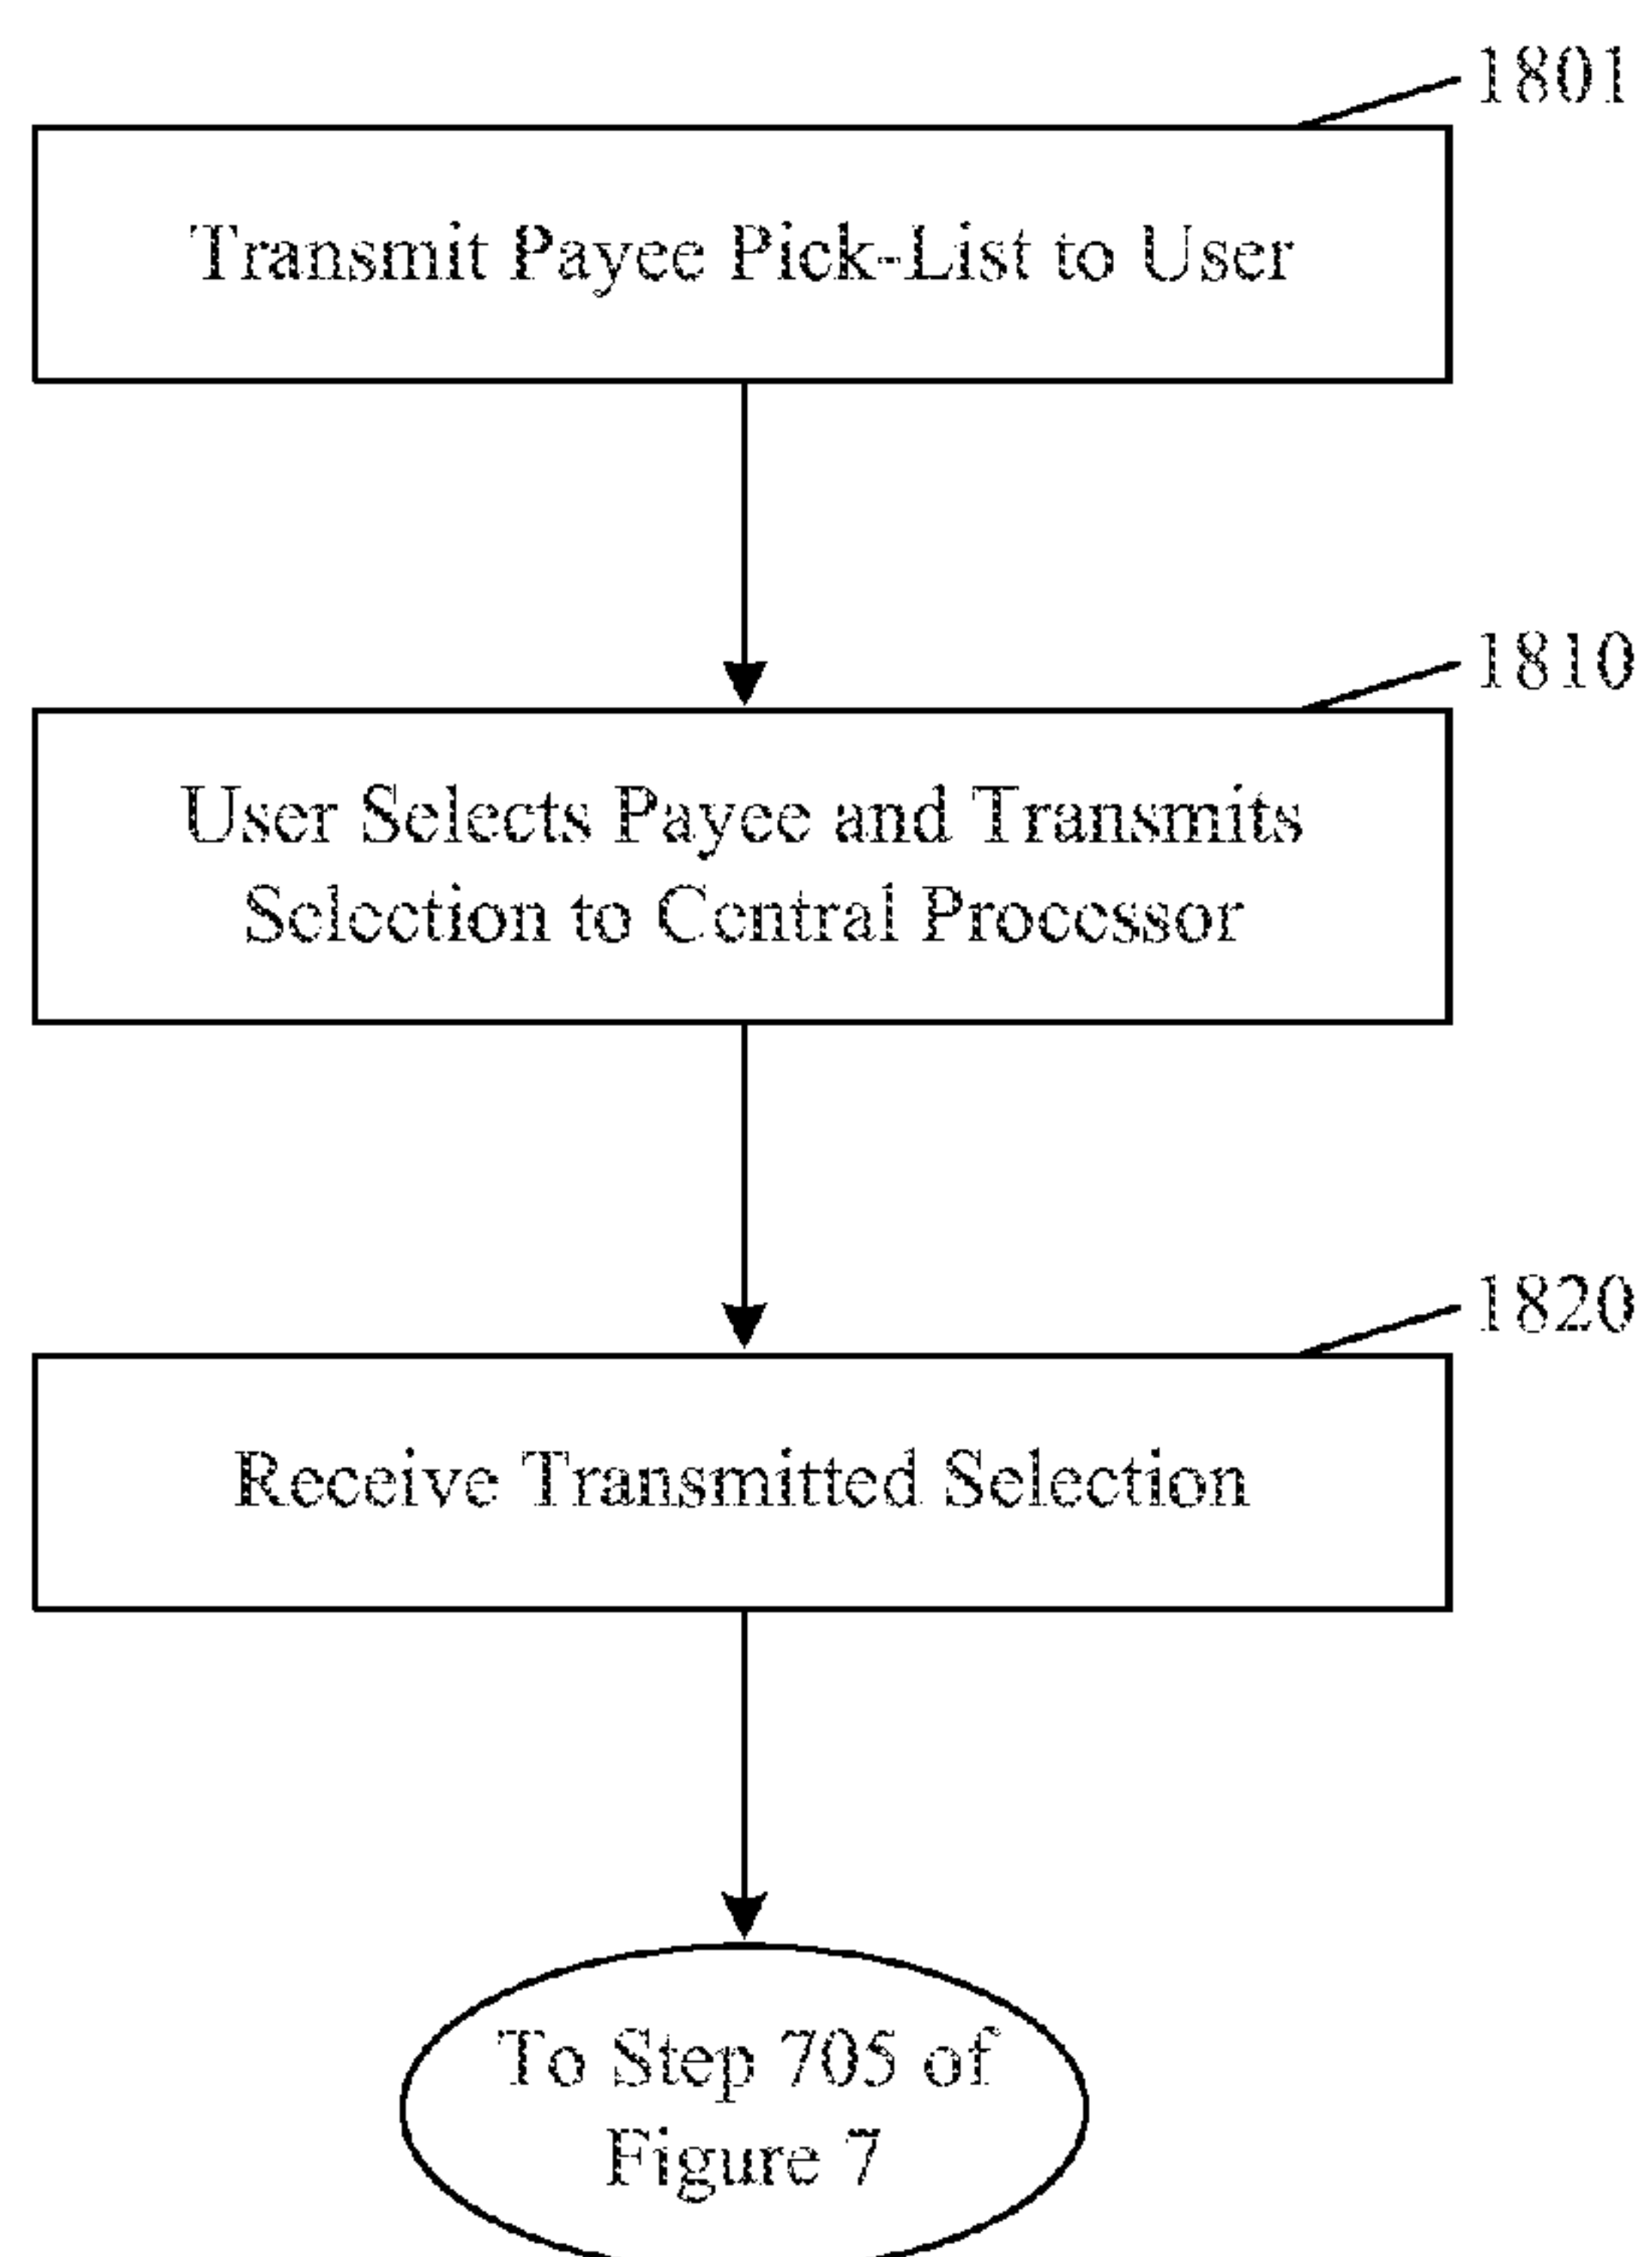 1801
Transmit Payee Pick-List to User
1810
User Selects Payee and Transmits
Selection to Central Processor
1820
Receive Transmitted Selection
To Step 705 of
Figure 7